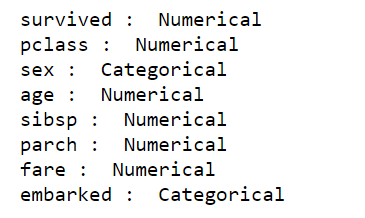 survived :  Numerical
pclass :  Numerical
sex :  Categorical
age :  Numerical
sibsp :  Numerical
parch :  Numerical
fare :  Numerical
embarked :  Categorical